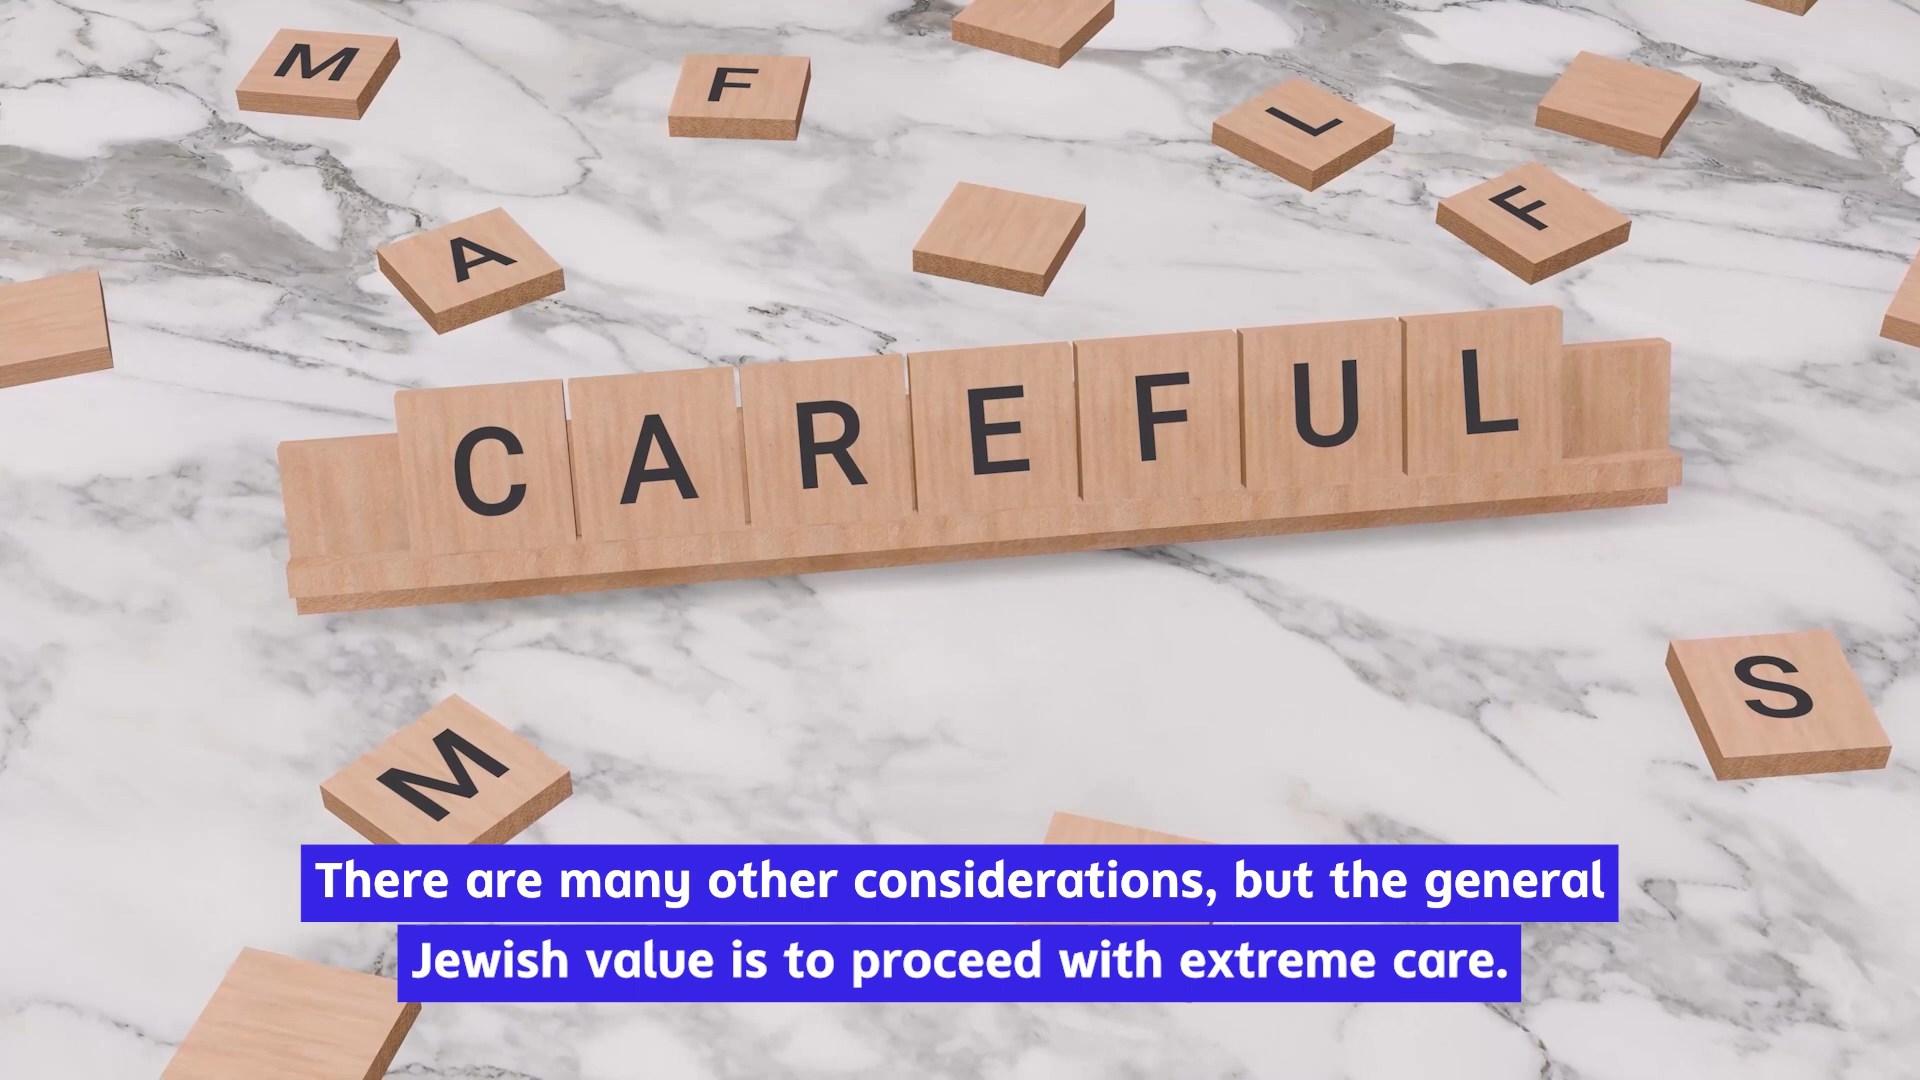 M
F
L
F
A
CAREFUL
S
M
There are many other considerations, but the general
Jewish value is to proceed with extreme care.